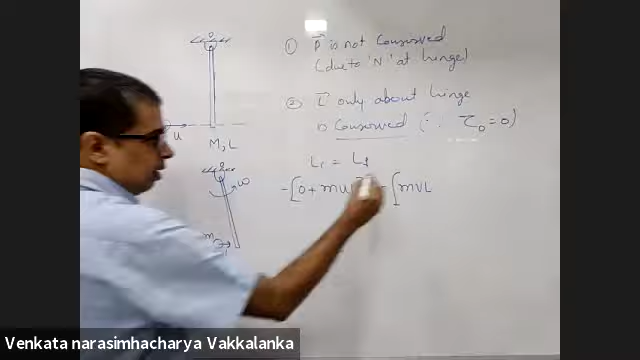 O
u
M, L
① P⃗ is not Conserved
(due to 'N' at hinge)
② L⃗ only about hinge
is Conserved (∵ τ₀ = 0)
Lᵢ = L_f
-[0 + mu
- [mVL
ω
m
Venkata narasimhacharya Vakkalanka